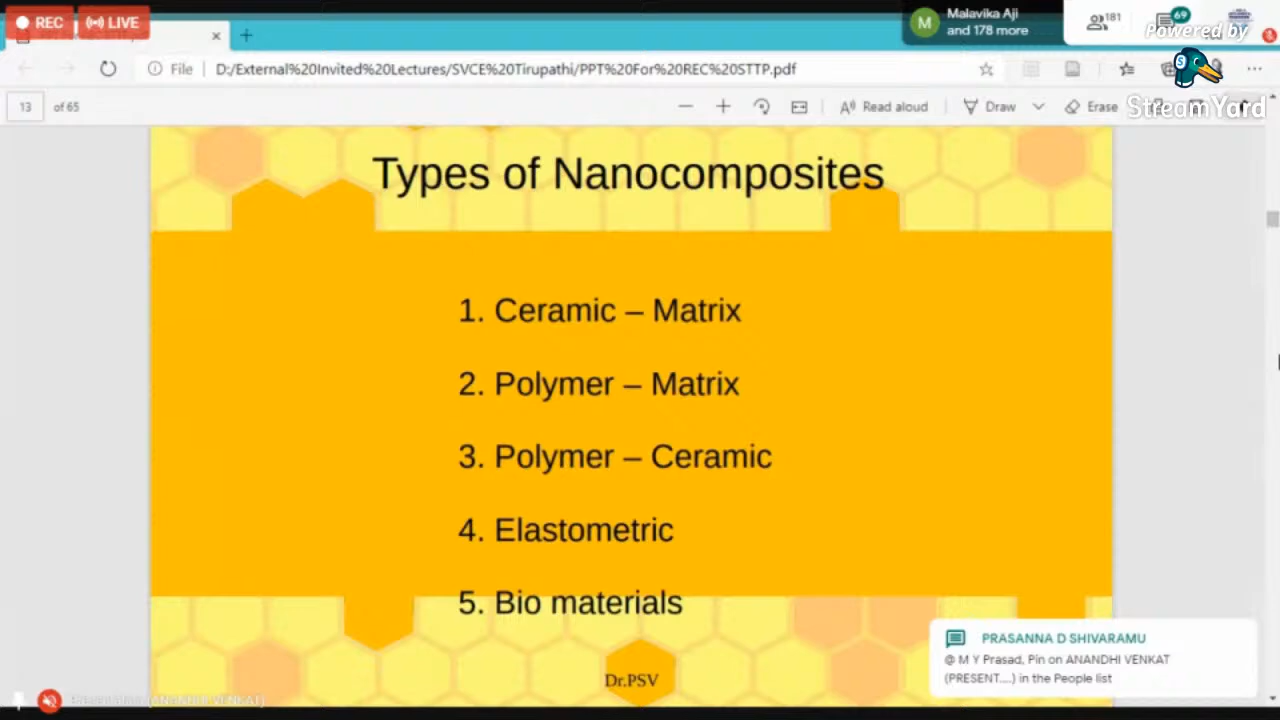 REC
LIVE
M
Malavika Aji
and 178 more
181
69
Powered by
StreamYard
File
D:/External%20Invited%20Lectures/SVCE%20Tirupathi/PPT%20For%20REC%20STTP.pdf
13 of 65
Read aloud
Draw
Erase
Types of Nanocomposites
1. Ceramic – Matrix
2. Polymer – Matrix
3. Polymer – Ceramic
4. Elastometric
5. Bio materials
Dr.PSV
PRASANNA D SHIVARAMU
@ M Y Prasad, Pin on ANANDHI VENKAT
(PRESENT....) in the People list
(ANANDHI VENKAT)